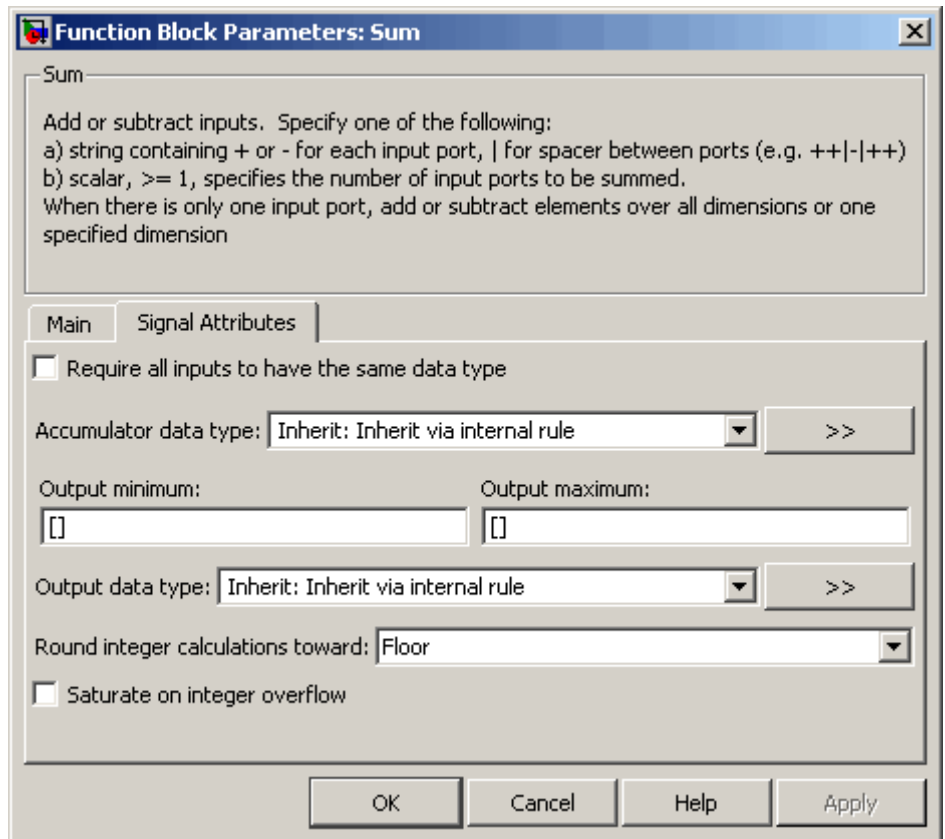 Function Block Parameters: Sum
Sum
Add or subtract inputs.  Specify one of the following:
a) string containing + or - for each input port, | for spacer between ports (e.g. ++|-|++)
b) scalar, >= 1, specifies the number of input ports to be summed.
When there is only one input port, add or subtract elements over all dimensions or one
specified dimension
Main Signal Attributes
Require all inputs to have the same data type
Accumulator data type: Inherit: Inherit via internal rule >>
Output minimum: Output maximum:
[] []
Output data type: Inherit: Inherit via internal rule >>
Round integer calculations toward: Floor
Saturate on integer overflow
OK Cancel Help Apply